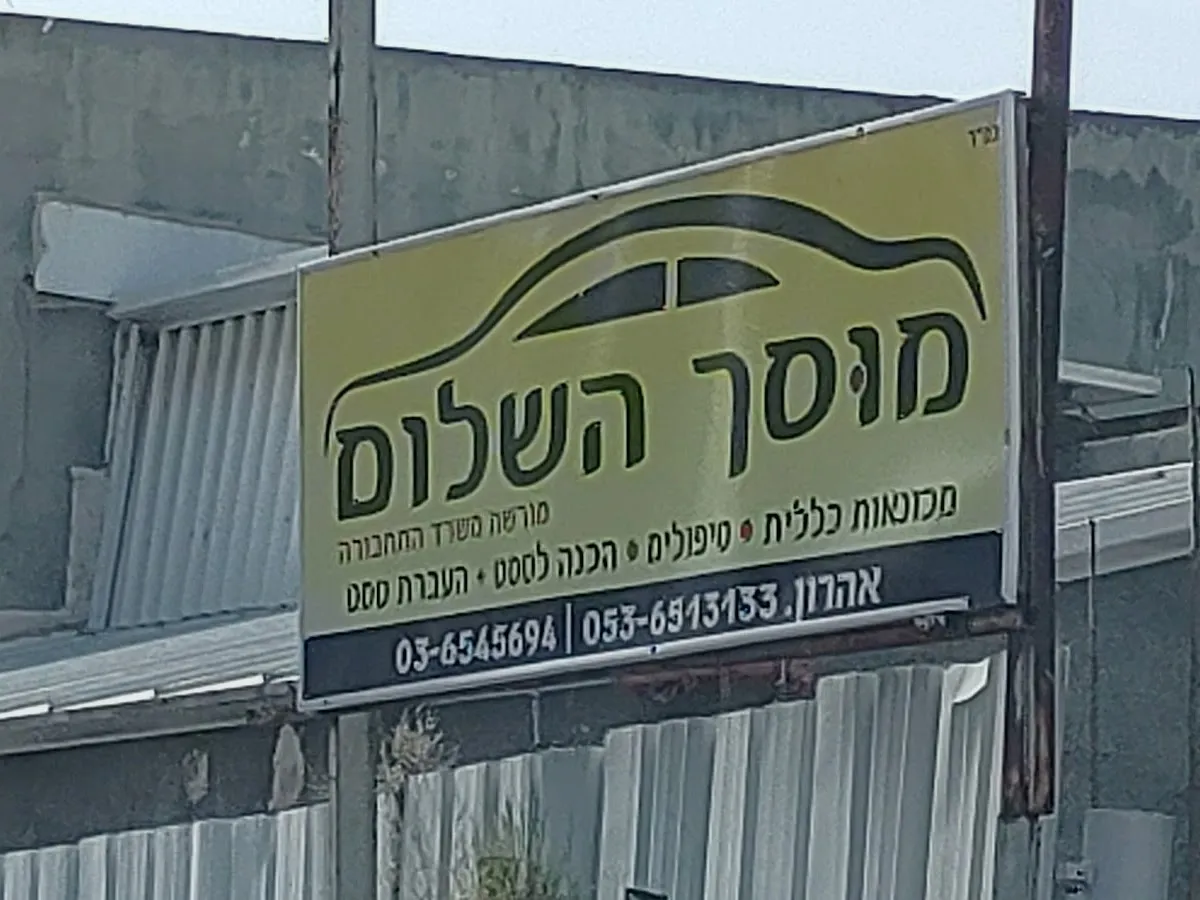 בס"ד
מוסך השלום
מורשה משרד התחבורה
מכונאות כללית • טיפולים • הכנה לטסט • העברת טסט
אהרון. 053-6513133 | 03-6545694